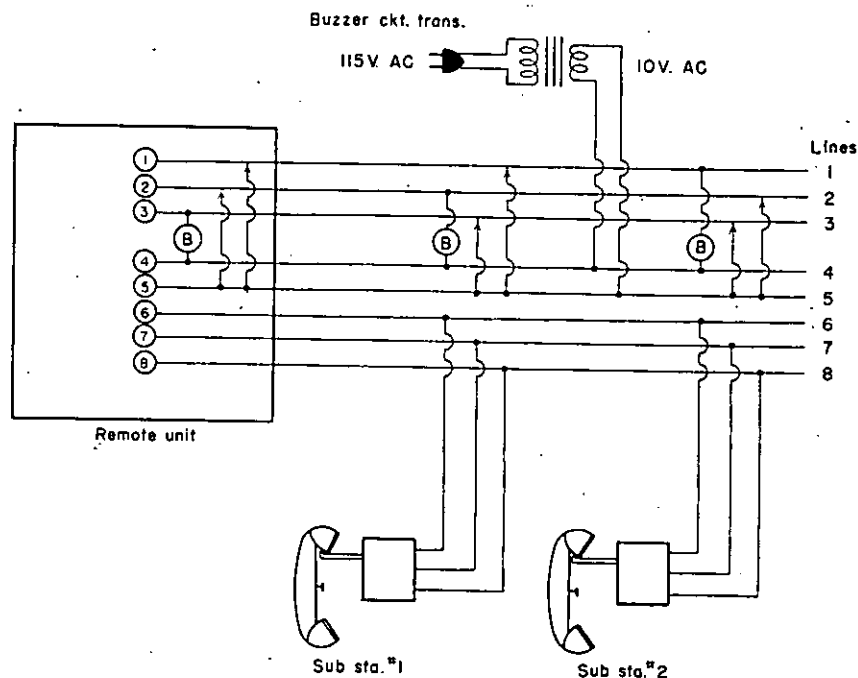 Buzzer ckt. trans.
115V. AC
10V. AC
Lines
1
2
3
4
5
6
7
8
1
2
3
4
5
6
7
8
B
B
B
Remote unit
Sub sta.#1
Sub sta.#2